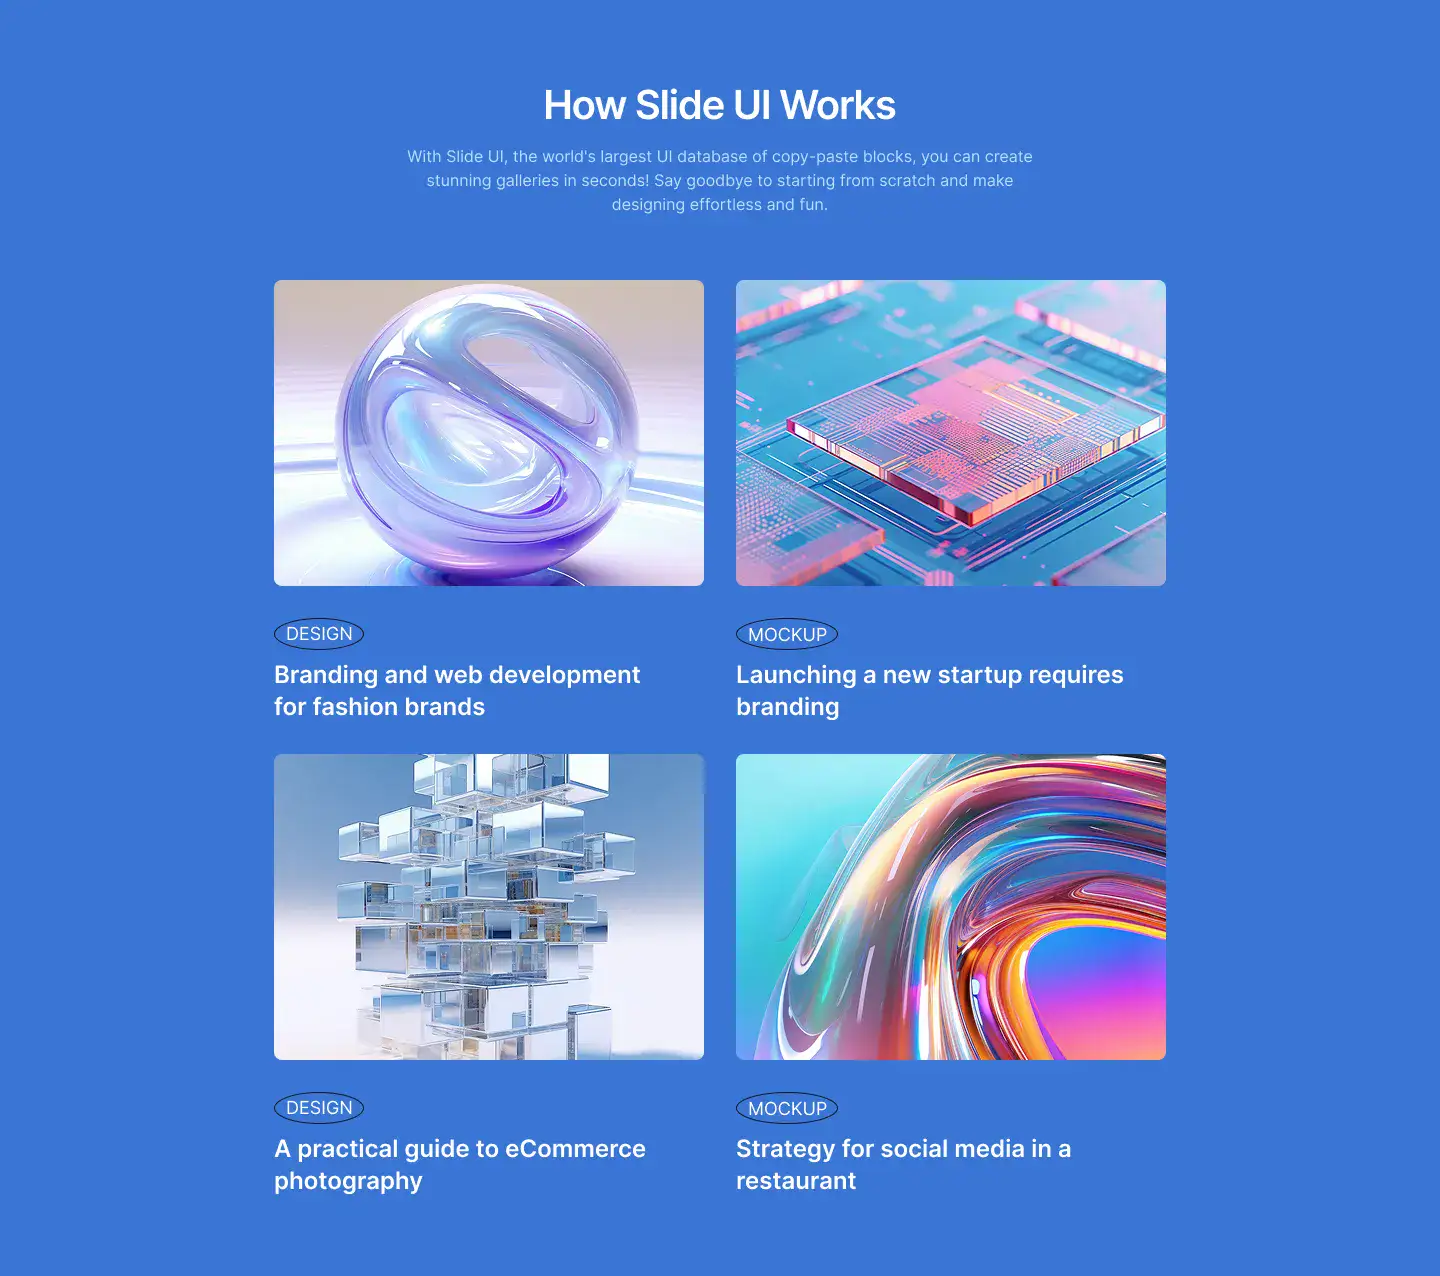 How Slide UI Works
With Slide UI, the world's largest UI database of copy-paste blocks, you can create
stunning galleries in seconds! Say goodbye to starting from scratch and make
designing effortless and fun.
DESIGN
Branding and web development
for fashion brands
MOCKUP
Launching a new startup requires
branding
DESIGN
A practical guide to eCommerce
photography
MOCKUP
Strategy for social media in a
restaurant